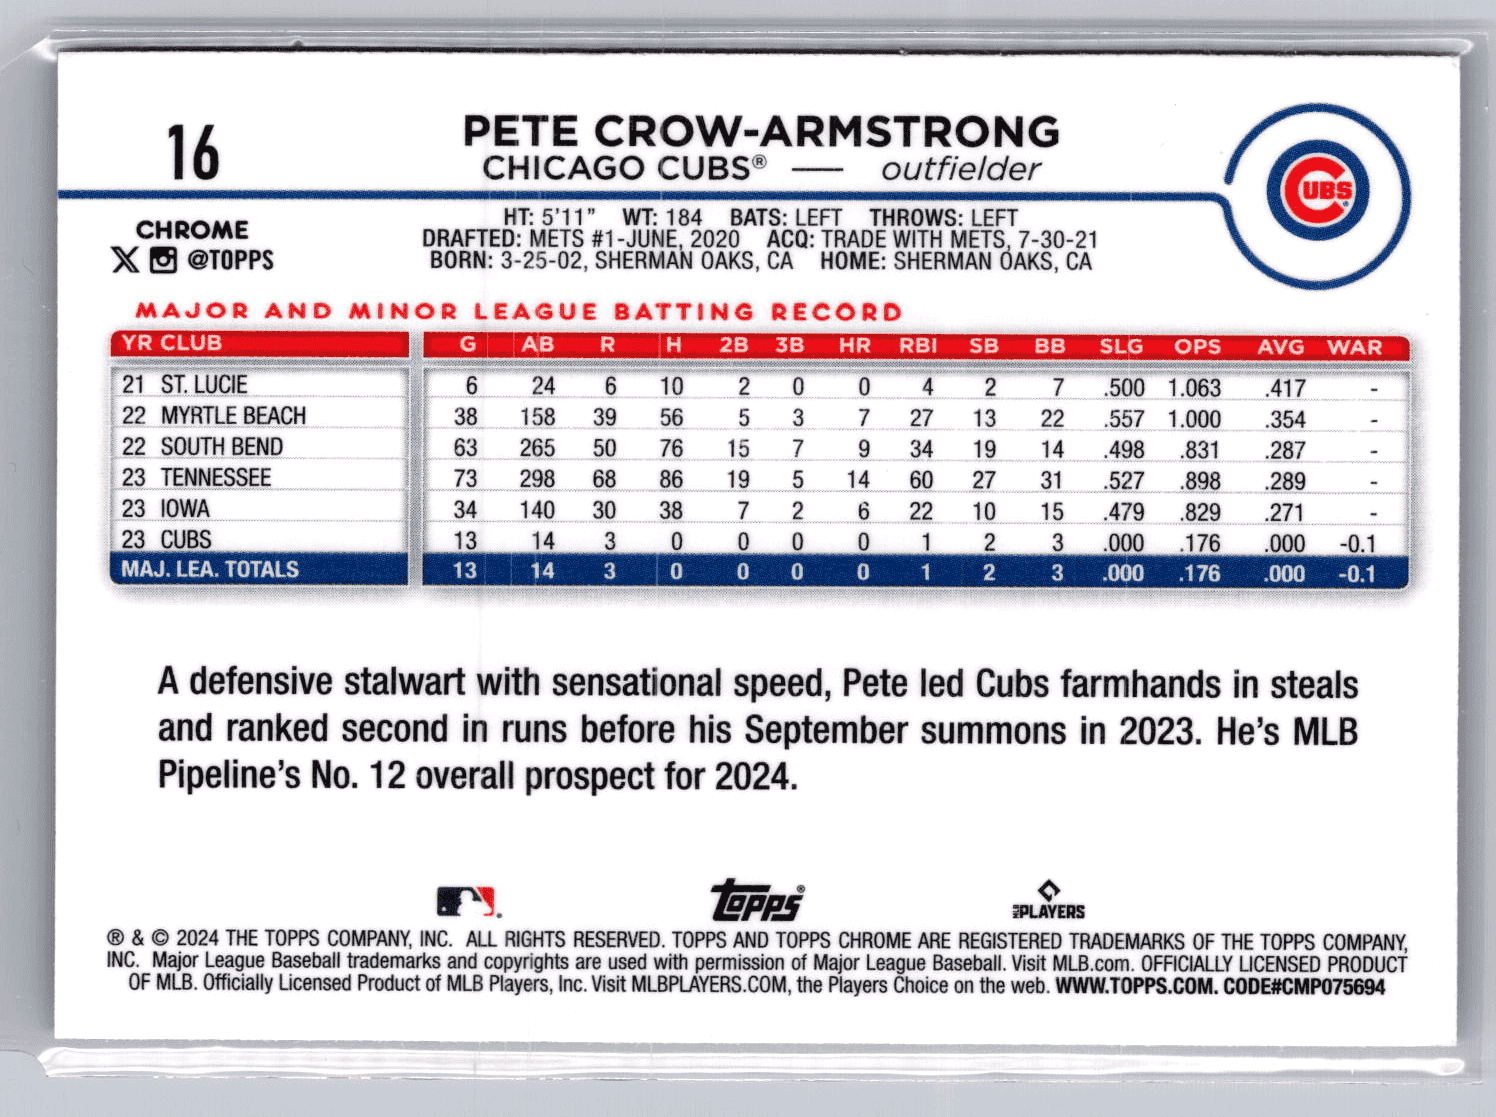 16
PETE CROW-ARMSTRONG
CHICAGO CUBS® — outfielder
CUBS®
CHROME
X @TOPPS
HT: 5'11” WT: 184 BATS: LEFT THROWS: LEFT
DRAFTED: METS #1-JUNE, 2020 ACQ: TRADE WITH METS, 7-30-21
BORN: 3-25-02, SHERMAN OAKS, CA HOME: SHERMAN OAKS, CA
MAJOR AND MINOR LEAGUE BATTING RECORD
YR CLUB G AB R H 2B 3B HR RBI SB BB SLG OPS AVG WAR
21 ST. LUCIE 6 24 6 10 2 0 0 4 2 7 .500 1.063 .417 -
22 MYRTLE BEACH 38 158 39 56 5 3 7 27 13 22 .557 1.000 .354 -
22 SOUTH BEND 63 265 50 76 15 7 9 34 19 14 .498 .831 .287 -
23 TENNESSEE 73 298 68 86 19 5 14 60 27 31 .527 .898 .289 -
23 IOWA 34 140 30 38 7 2 6 22 10 15 .479 .829 .271 -
23 CUBS 13 14 3 0 0 0 0 1 2 3 .000 .176 .000 -0.1
MAJ. LEA. TOTALS 13 14 3 0 0 0 0 1 2 3 .000 .176 .000 -0.1
A defensive stalwart with sensational speed, Pete led Cubs farmhands in steals
and ranked second in runs before his September summons in 2023. He's MLB
Pipeline's No. 12 overall prospect for 2024.
Topps®
MLB PLAYERS
® & © 2024 THE TOPPS COMPANY, INC. ALL RIGHTS RESERVED. TOPPS AND TOPPS CHROME ARE REGISTERED TRADEMARKS OF THE TOPPS COMPANY,
INC. Major League Baseball trademarks and copyrights are used with permission of Major League Baseball. Visit MLB.com. OFFICIALLY LICENSED PRODUCT
OF MLB. Officially Licensed Product of MLB Players, Inc. Visit MLBPLAYERS.COM, the Players Choice on the web. WWW.TOPPS.COM. CODE#CMP075694